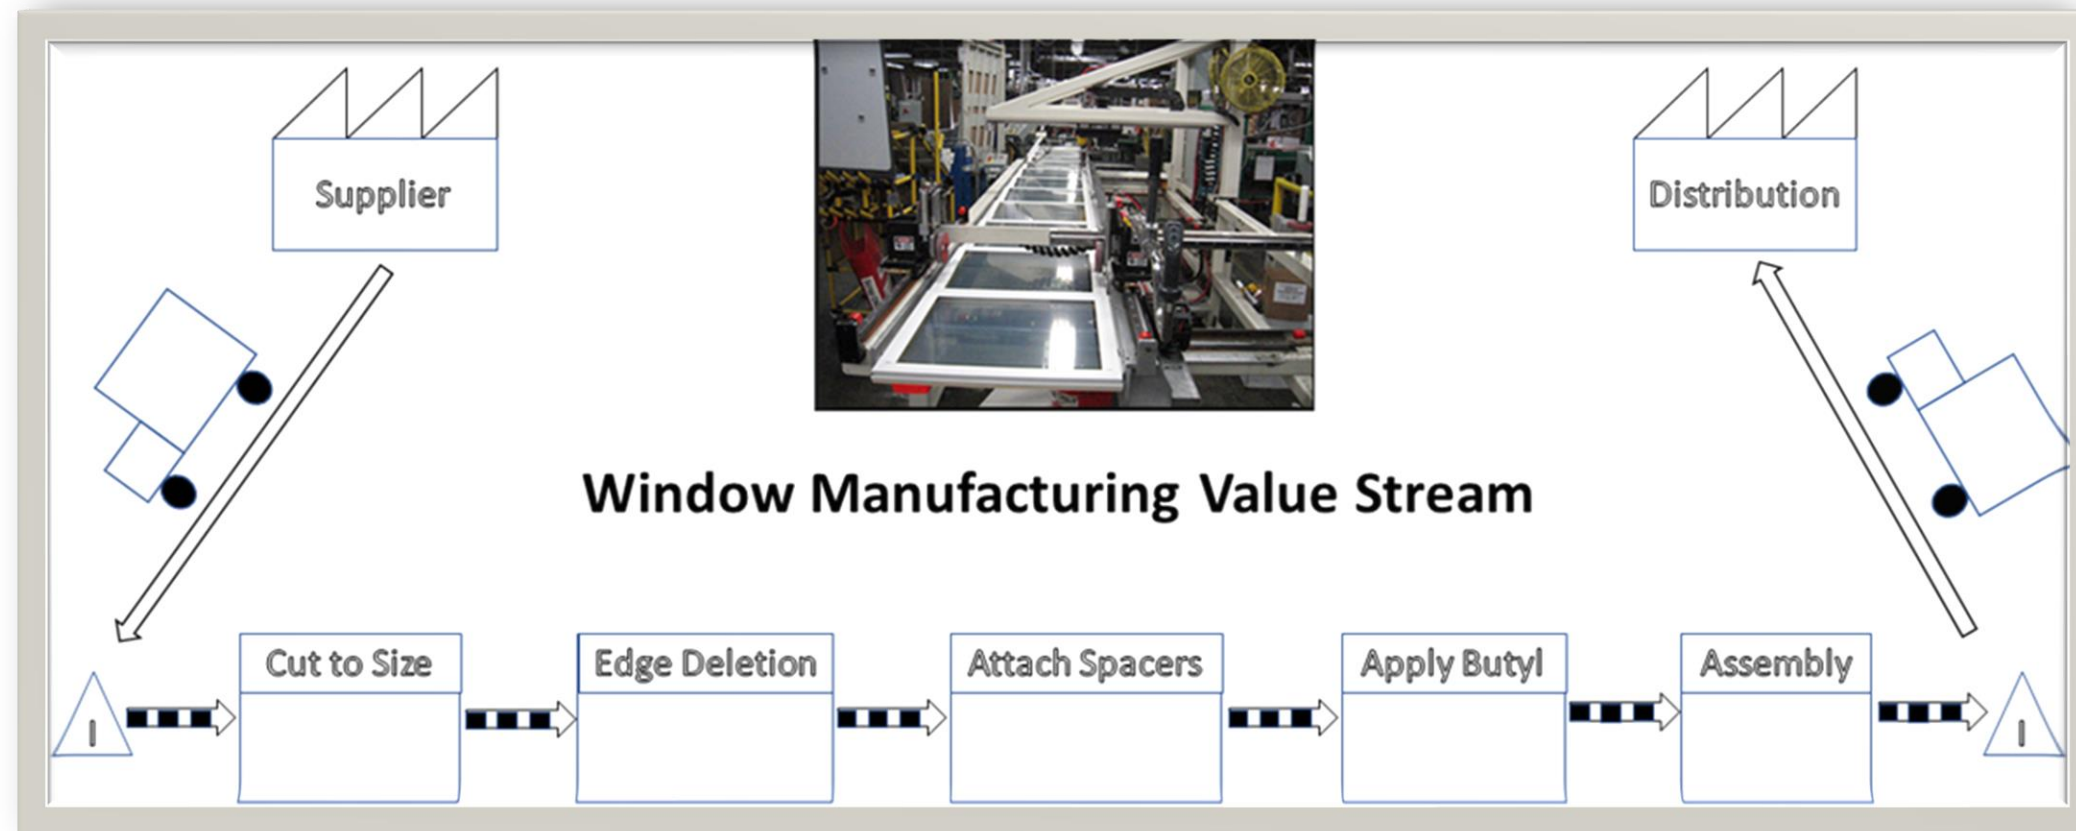 Supplier
Distribution
Window Manufacturing Value Stream
Cut to Size
Edge Deletion
Attach Spacers
Apply Butyl
Assembly
I
I